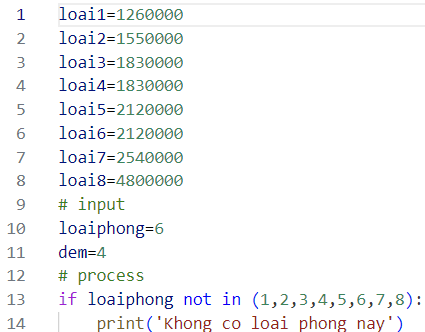 1 loai1=1260000
2 loai2=1550000
3 loai3=1830000
4 loai4=1830000
5 loai5=2120000
6 loai6=2120000
7 loai7=2540000
8 loai8=4800000
9 # input
10 loaiphong=6
11 dem=4
12 # process
13 if loaiphong not in (1,2,3,4,5,6,7,8):
14     print('Khong co loai phong nay')